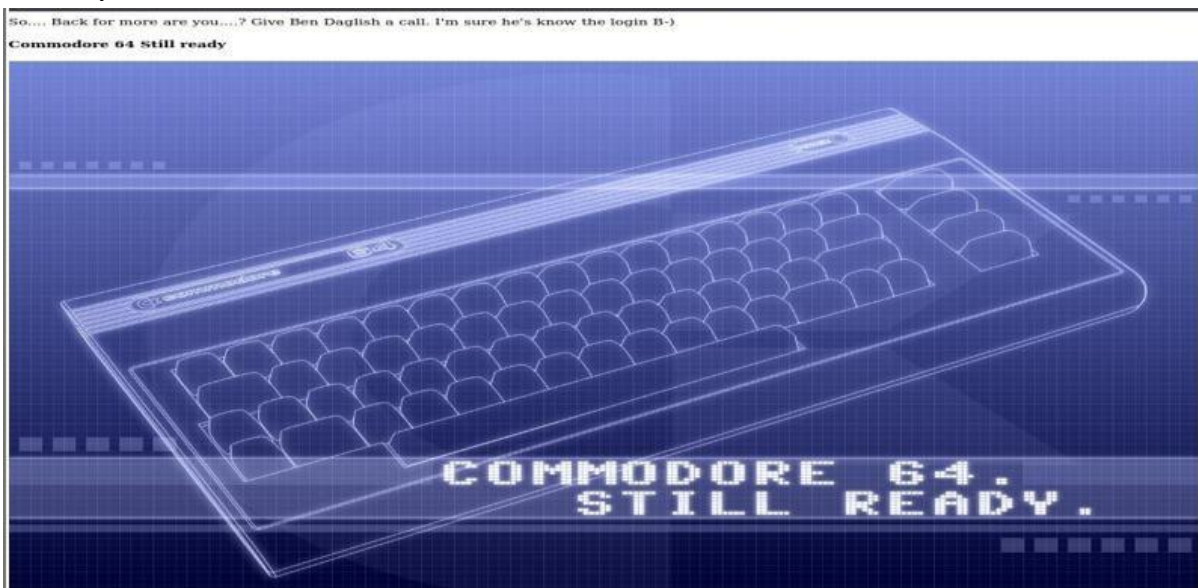 So.... Back for more are you....? Give Ben Daglish a call. I'm sure he's know the login B-)
Commodore 64 Still ready
commodore 64
COMMODORE 64.
STILL READY.